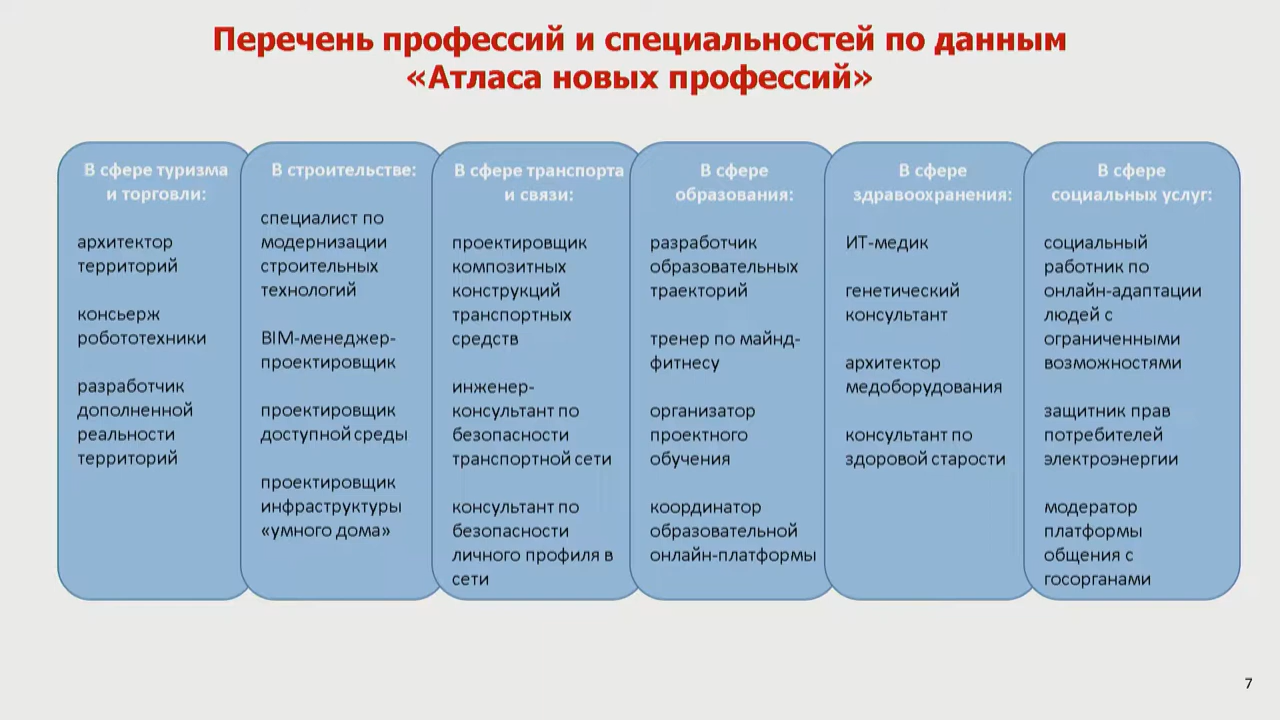 Перечень профессий и специальностей по данным
«Атласа новых профессий»
В сфере туризма
и торговли:
архитектор
территорий
консьерж
робототехники
разработчик
дополненной
реальности
территорий
В строительстве:
специалист по
модернизации
строительных
технологий
BIM-менеджер-
проектировщик
проектировщик
доступной среды
проектировщик
инфраструктуры
«умного дома»
В сфере транспорта
и связи:
проектировщик
композитных
конструкций
транспортных
средств
инженер-
консультант по
безопасности
транспортной сети
консультант по
безопасности
личного профиля в
сети
В сфере
образования:
разработчик
образовательных
траекторий
тренер по майнд-
фитнесу
организатор
проектного
обучения
координатор
образовательной
онлайн-платформы
В сфере
здравоохранения:
ИТ-медик
генетический
консультант
архитектор
медоборудования
консультант по
здоровой старости
В сфере
социальных услуг:
социальный
работник по
онлайн-адаптации
людей с
ограниченными
возможностями
защитник прав
потребителей
электроэнергии
модератор
платформы
общения с
госорганами
7